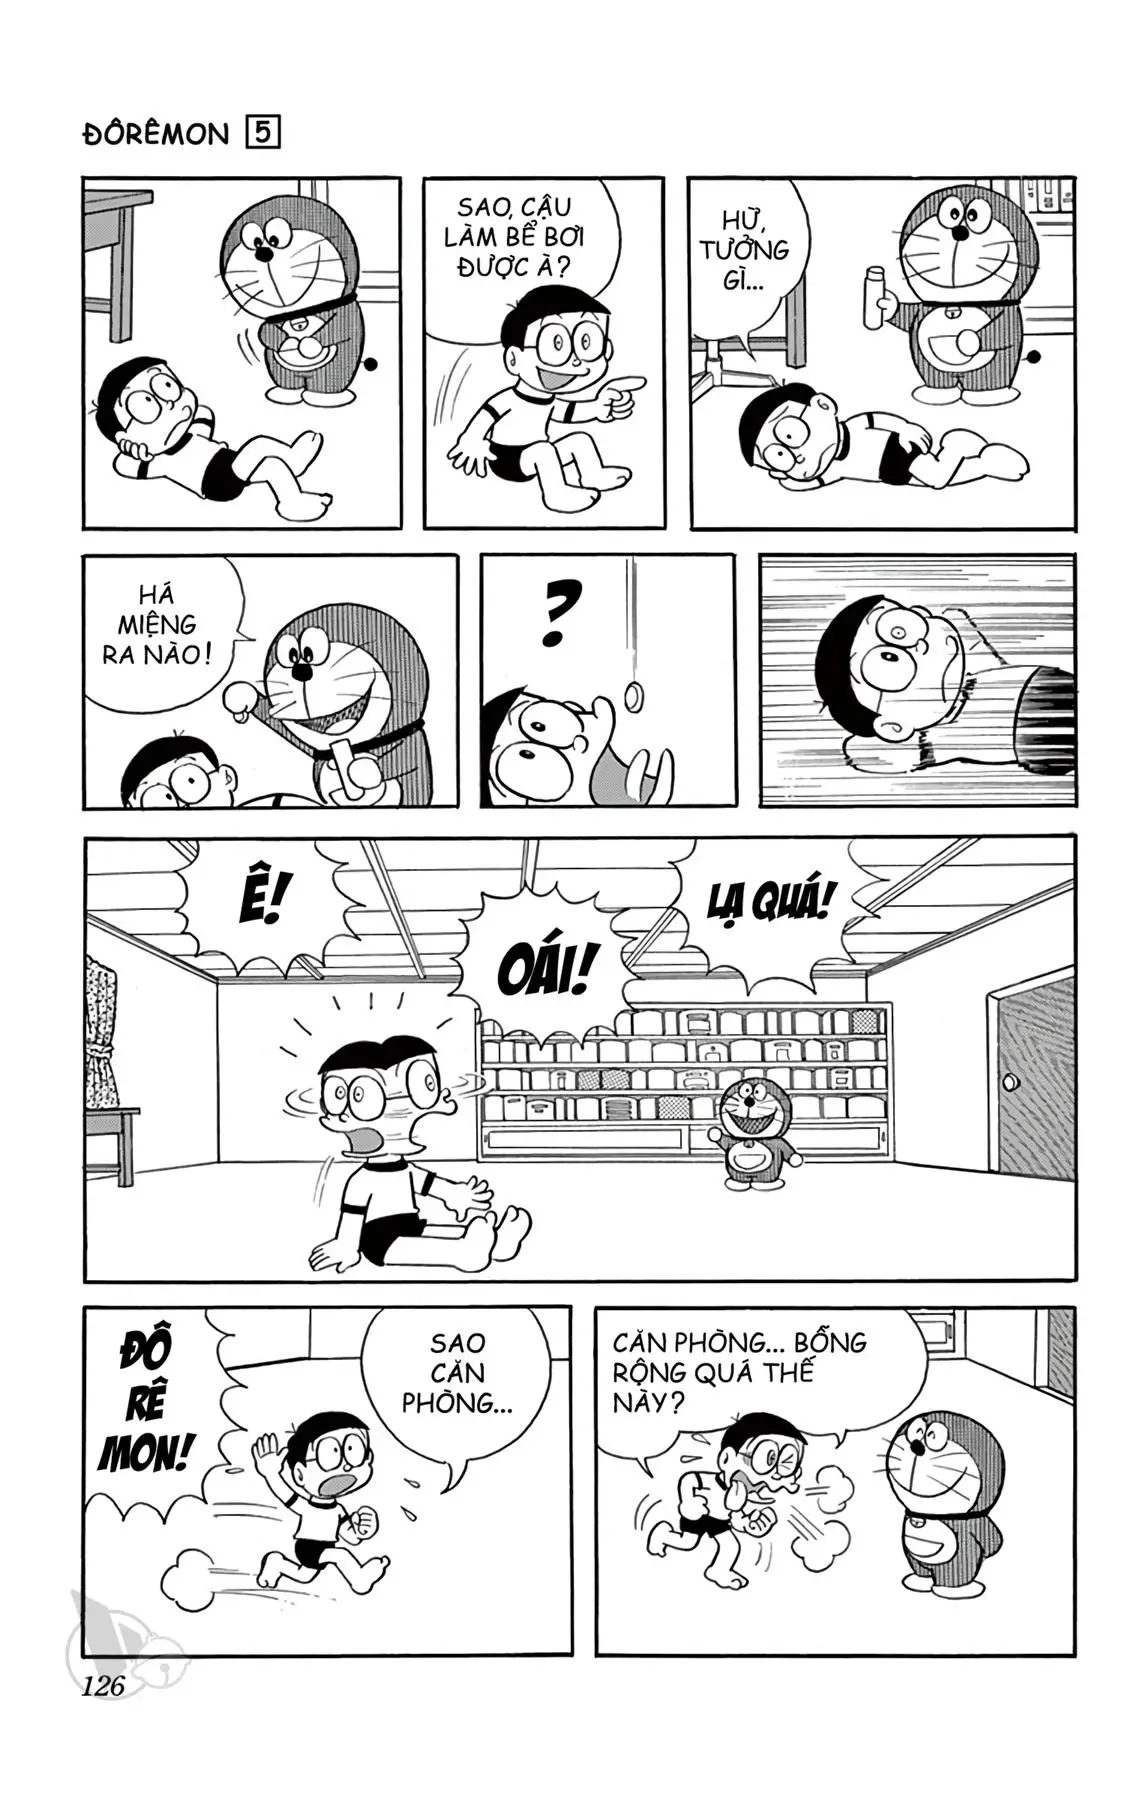 ĐÔRÊMON 5
SAO, CẬU
LÀM BỂ BƠI
ĐƯỢC À?
HỪ,
TƯỞNG
GÌ...
HÁ
MIỆNG
RA NÀO!
?
Ê!
OÁI!
LẠ QUÁ!
ĐÔ
RÊ
MON!
SAO
CĂN
PHÒNG...
CĂN PHÒNG... BỖNG
RỘNG QUÁ THẾ
NÀY?
126